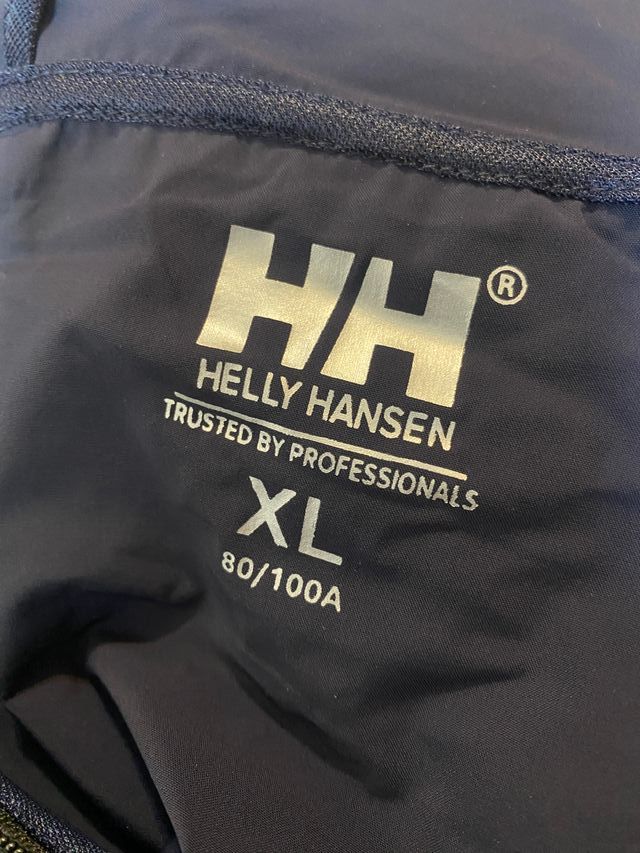 HH®
HELLY HANSEN
TRUSTED BY PROFESSIONALS
XL
80/100A